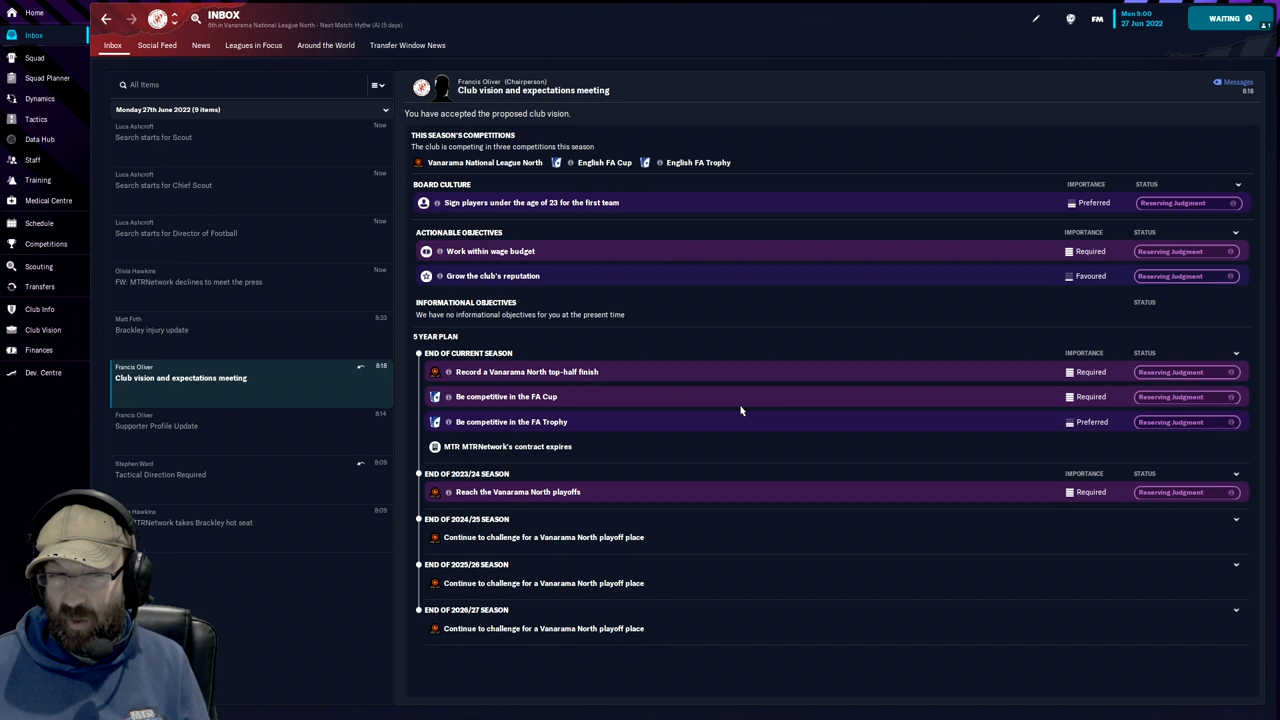 Home
Inbox
Squad
Squad Planner
Dynamics
Tactics
Data Hub
Staff
Training
Medical Centre
Schedule
Competitions
Scouting
Transfers
Club Info
Club Vision
Finances
Dev. Centre
INBOX
6th in Vanarama National League North - Next Match: Hythe (A) (5 days)
FM
Mon 9:00
27 Jun 2022
WAITING
1
Inbox
Social Feed
News
Leagues in Focus
Around the World
Transfer Window News
All Items
Monday 27th June 2022 (9 items)
Luca Ashcroft
Now
Search starts for Scout
Luca Ashcroft
Now
Search starts for Chief Scout
Luca Ashcroft
Now
Search starts for Director of Football
Olivia Hawkins
Now
FW: MTRNetwork declines to meet the press
Matt Firth
8:33
Brackley injury update
Francis Oliver
8:18
Club vision and expectations meeting
Francis Oliver
8:14
Supporter Profile Update
Stephen Ward
8:09
Tactical Direction Required
Hawkins
8:09
MTRNetwork takes Brackley hot seat
Francis Oliver (Chairperson)
Club vision and expectations meeting
Messages
8:18
You have accepted the proposed club vision.
THIS SEASON'S COMPETITIONS
The club is competing in three competitions this season
Vanarama National League North
English FA Cup
English FA Trophy
BOARD CULTURE
IMPORTANCE
STATUS
Sign players under the age of 23 for the first team
Preferred
Reserving Judgment
ACTIONABLE OBJECTIVES
IMPORTANCE
STATUS
Work within wage budget
Required
Reserving Judgment
Grow the club's reputation
Favoured
Reserving Judgment
INFORMATIONAL OBJECTIVES
STATUS
We have no informational objectives for you at the present time
5 YEAR PLAN
END OF CURRENT SEASON
IMPORTANCE
STATUS
Record a Vanarama North top-half finish
Required
Reserving Judgment
Be competitive in the FA Cup
Required
Reserving Judgment
Be competitive in the FA Trophy
Preferred
Reserving Judgment
MTR MTRNetwork's contract expires
END OF 2023/24 SEASON
IMPORTANCE
STATUS
Reach the Vanarama North playoffs
Required
Reserving Judgment
END OF 2024/25 SEASON
Continue to challenge for a Vanarama North playoff place
END OF 2025/26 SEASON
Continue to challenge for a Vanarama North playoff place
END OF 2026/27 SEASON
Continue to challenge for a Vanarama North playoff place